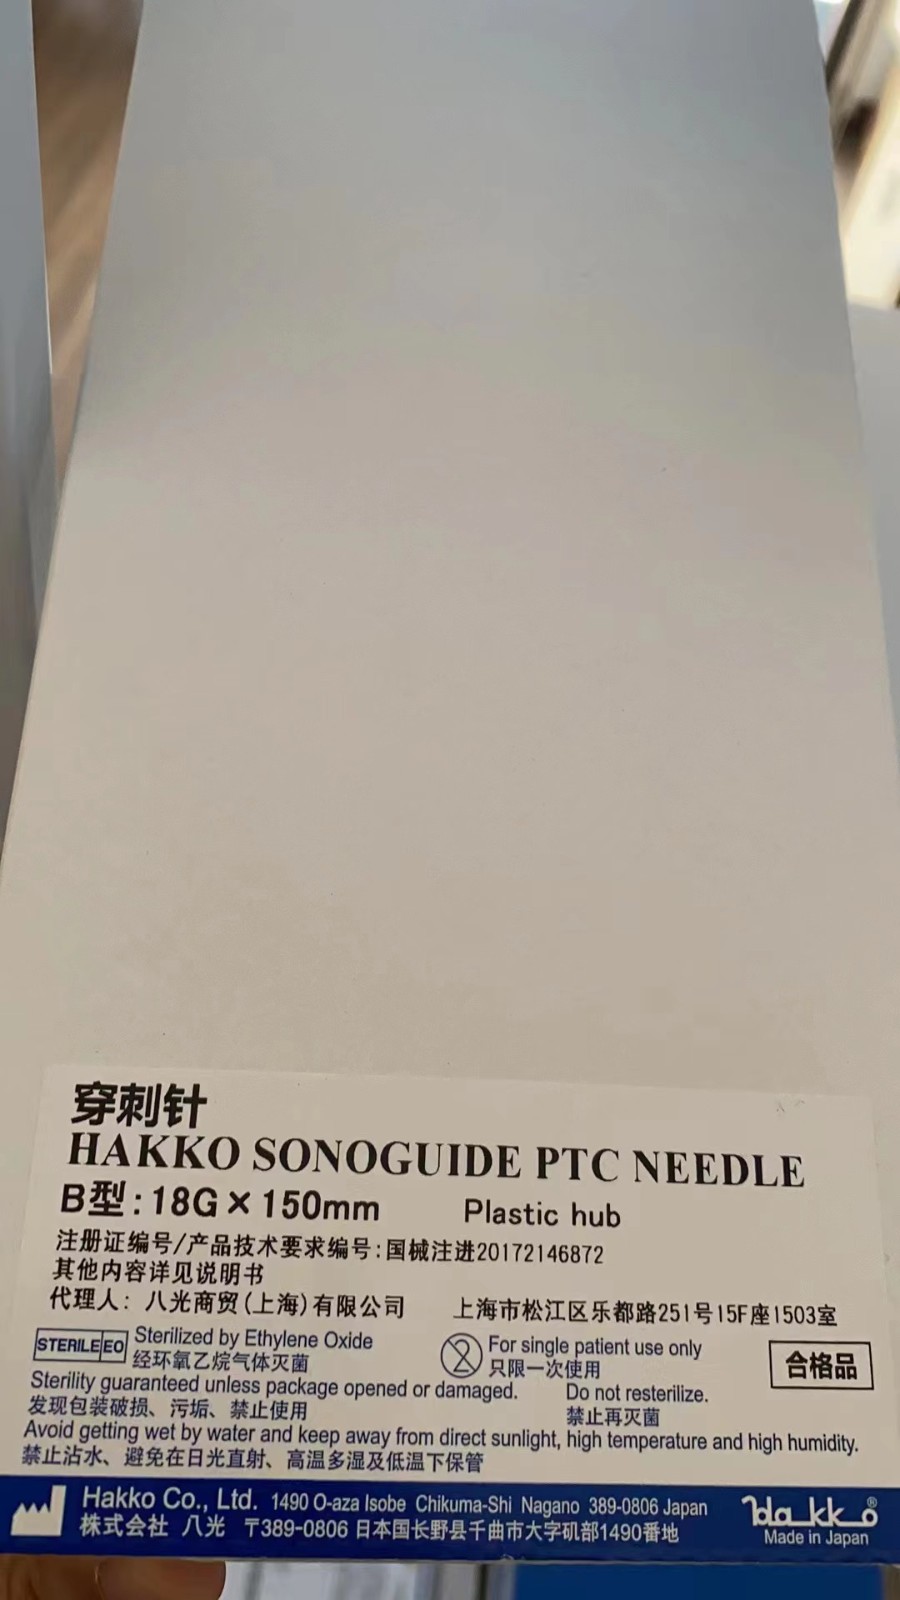 穿刺针
HAKKO SONOGUIDE PTC NEEDLE
B型:18G×150mm Plastic hub
注册证编号/产品技术要求编号:国械注进20172146872
其他内容详见说明书
代理人: 八光商贸(上海)有限公司 上海市松江区乐都路251号15F座1503室
STERILE EO Sterilized by Ethylene Oxide
经环氧乙烷气体灭菌
2 For single patient use only
只限一次使用
合格品
Sterility guaranteed unless package opened or damaged. Do not resterilize.
发现包装破损、污垢、禁止使用 禁止再灭菌
Avoid getting wet by water and keep away from direct sunlight, high temperature and high humidity.
禁止沾水、避免在日光直射、高温多湿及低温下保管
Hakko Co., Ltd. 1490 O-aza Isobe Chikuma-Shi Nagano 389-0806 Japan
株式会社 八光 〒389-0806 日本国长野县千曲市大字矶部1490番地
Hakko®
Made in Japan